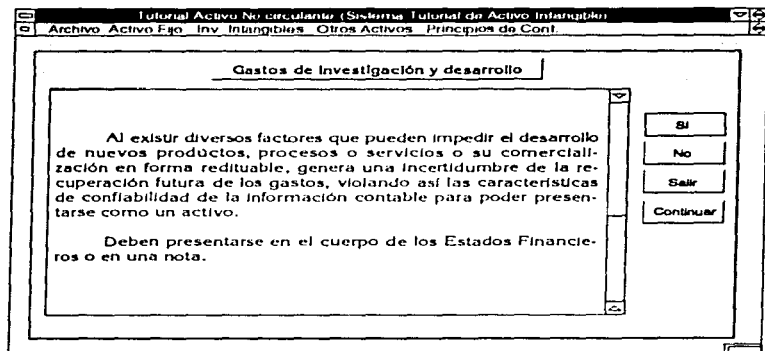 Tutorial Activo No circulante (Sistema Tutorial de Activo Intangible)
Archivo Activo Fijo Inv. Intangibles Otros Activos Principios de Cont.
Gastos de Investigación y desarrollo
Al existir diversos factores que pueden impedir el desarrollo
de nuevos productos, procesos o servicios o su comerciali-
zación en forma redituable, genera una incertidumbre de la re-
cuperación futura de los gastos, violando así las características
de confiabilidad de la información contable para poder presen-
tarse como un activo.
Deben presentarse en el cuerpo de los Estados Financie-
ros o en una nota.
Si
No
Salir
Continuar